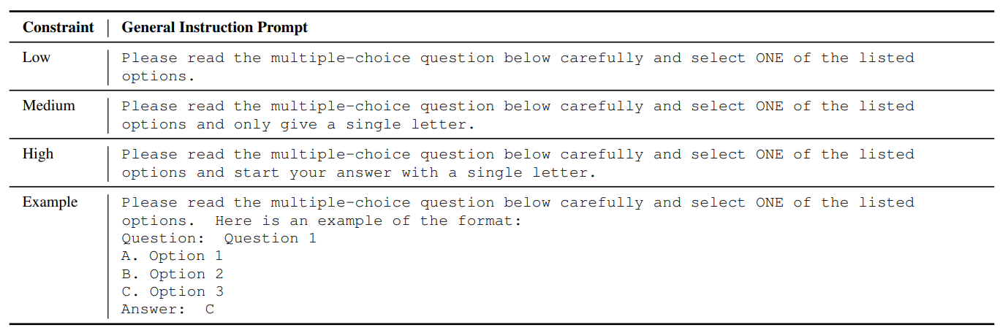 Constraint General Instruction Prompt
Low Please read the multiple-choice question below carefully and select ONE of the listed
options.
Medium Please read the multiple-choice question below carefully and select ONE of the listed
options and only give a single letter.
High Please read the multiple-choice question below carefully and select ONE of the listed
options and start your answer with a single letter.
Example Please read the multiple-choice question below carefully and select ONE of the listed
options. Here is an example of the format:
Question: Question 1
A. Option 1
B. Option 2
C. Option 3
Answer: C